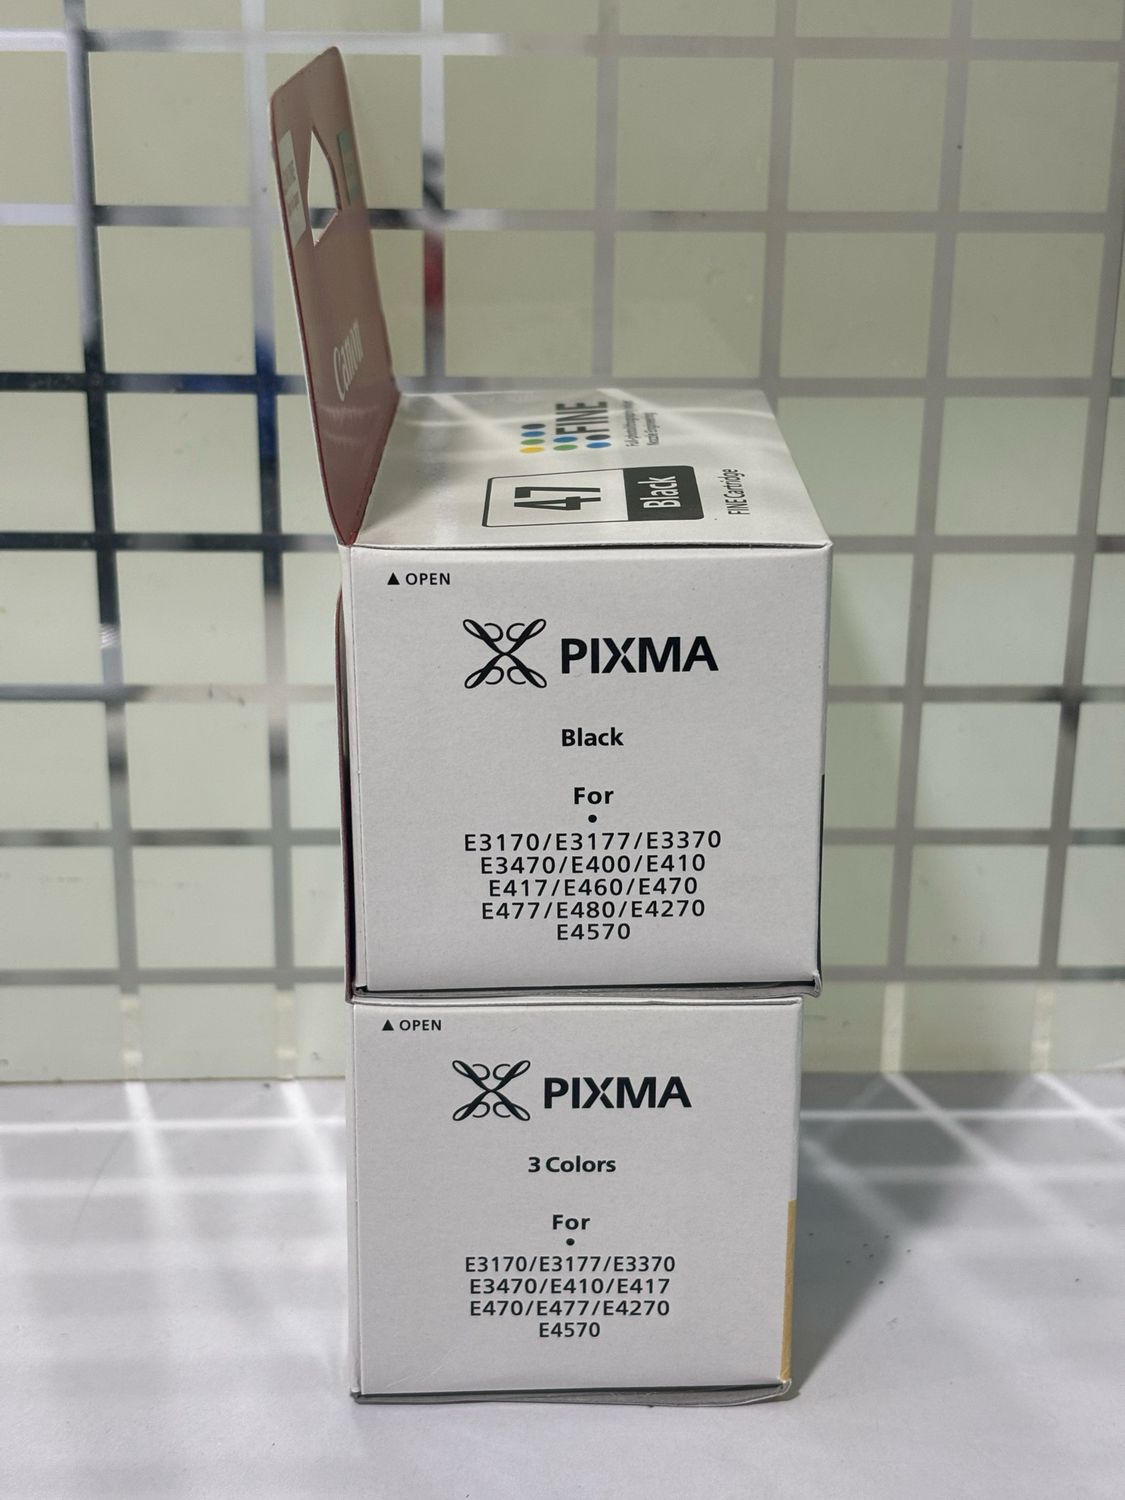 Canon
FINE
47 Black
FINE Cartridge
▲ OPEN
PIXMA
Black
For
•
E3170/E3177/E3370
E3470/E400/E410
E417/E460/E470
E477/E480/E4270
E4570
▲ OPEN
PIXMA
3 Colors
For
•
E3170/E3177/E3370
E3470/E410/E417
E470/E477/E4270
E4570